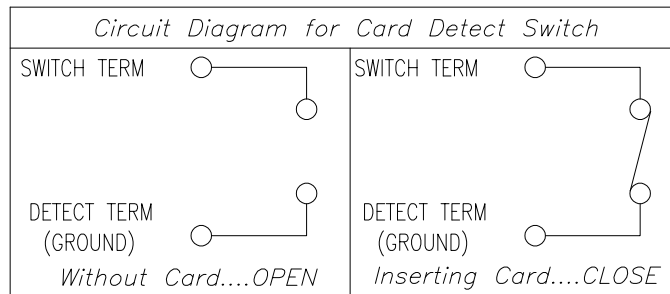 Circuit Diagram for Card Detect Switch
SWITCH TERM
DETECT TERM
(GROUND)
Without Card....OPEN
SWITCH TERM
DETECT TERM
(GROUND)
Inserting Card....CLOSE